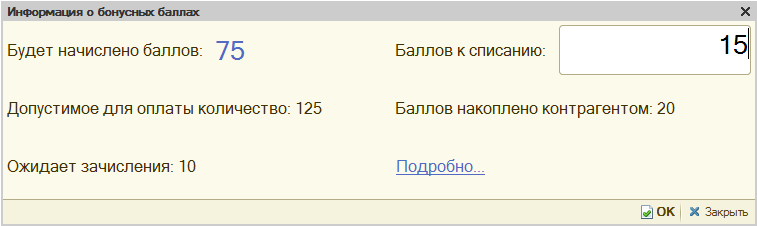 Информация о бонусных баллах
Будет начислено баллов: 75 Баллов к списанию: 15
Допустимое для оплаты количество: 125 Баллов накоплено контрагентом: 20
Ожидает зачисления: 10 Подробно...
OK Закрыть